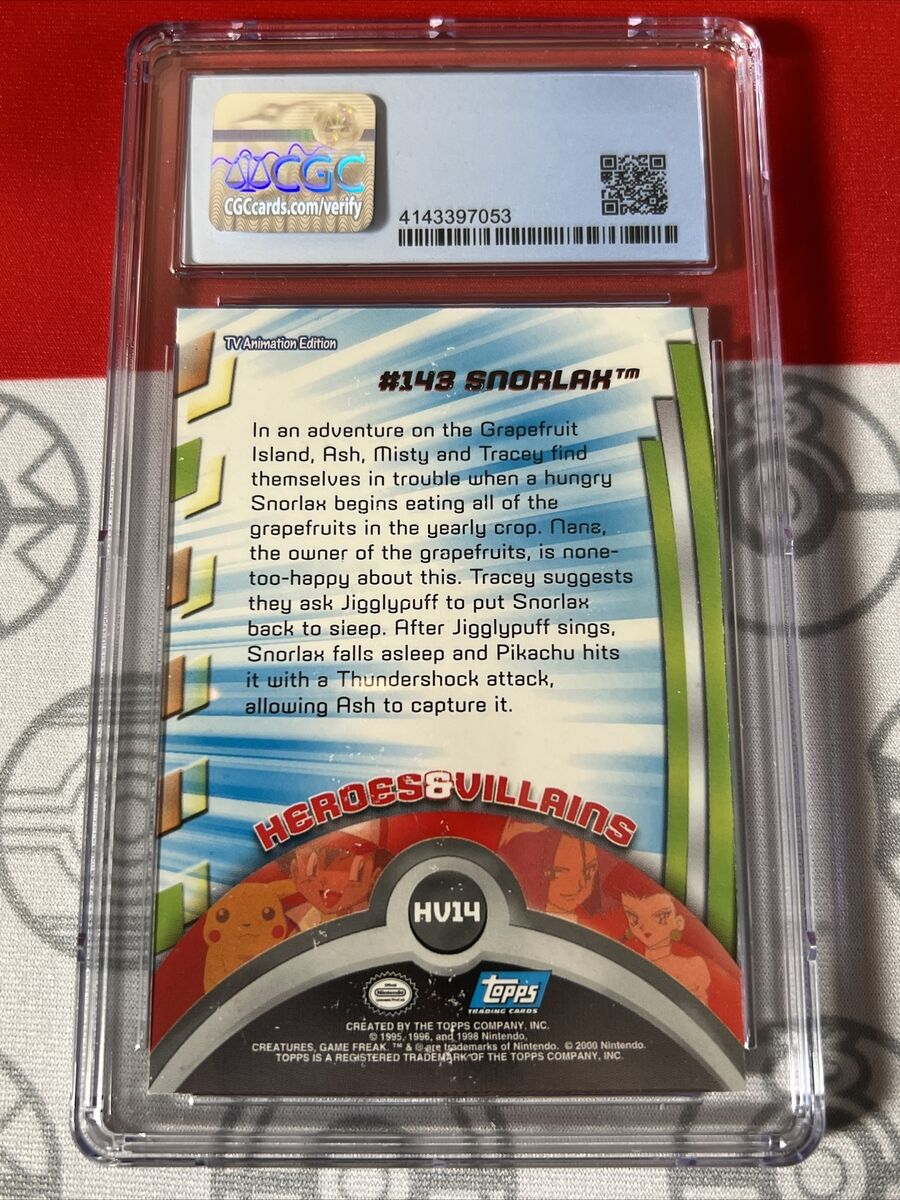 CGC
CGCcards.com/verify
4143397053
TV Animation Edition
#143 SNORLAX™
In an adventure on the Grapefruit
Island, Ash, Misty and Tracey find
themselves in trouble when a hungry
Snorlax begins eating all of the
grapefruits in the yearly crop. Nana,
the owner of the grapefruits, is none-
too-happy about this. Tracey suggests
they ask Jigglypuff to put Snorlax
back to sleep. After Jigglypuff sings,
Snorlax falls asleep and Pikachu hits
it with a Thundershock attack,
allowing Ash to capture it.
HEROES&VILLAINS
HV14
Nintendo
topps
TRADING CARDS
CREATED BY THE TOPPS COMPANY, INC.
© 1995, 1996, and 1998 Nintendo,
CREATURES, GAME FREAK. ™ & ® are trademarks of Nintendo. © 2000 Nintendo.
TOPPS IS A REGISTERED TRADEMARK OF THE TOPPS COMPANY, INC.